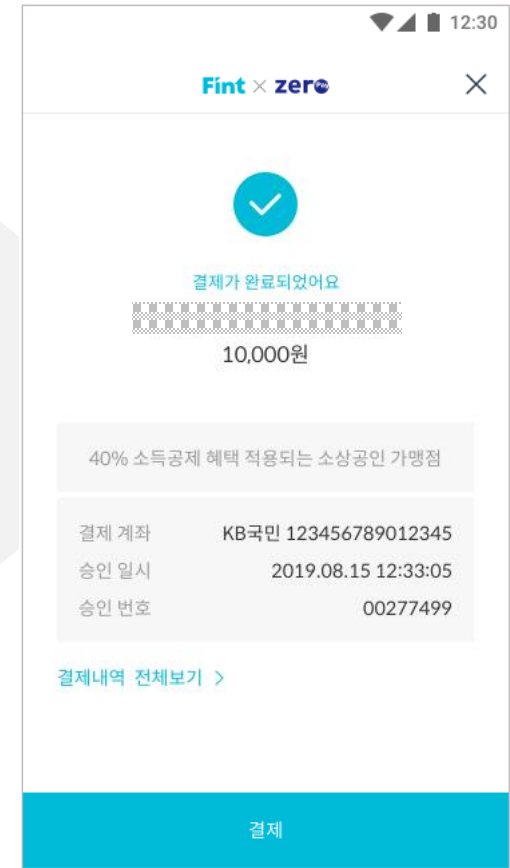 12:30
Fint × zero Pay
결제가 완료되었어요
10,000원
40% 소득공제 혜택 적용되는 소상공인 가맹점
결제 계좌 KB국민 123456789012345
승인 일시 2019.08.15 12:33:05
승인 번호 00277499
결제내역 전체보기 >
결제